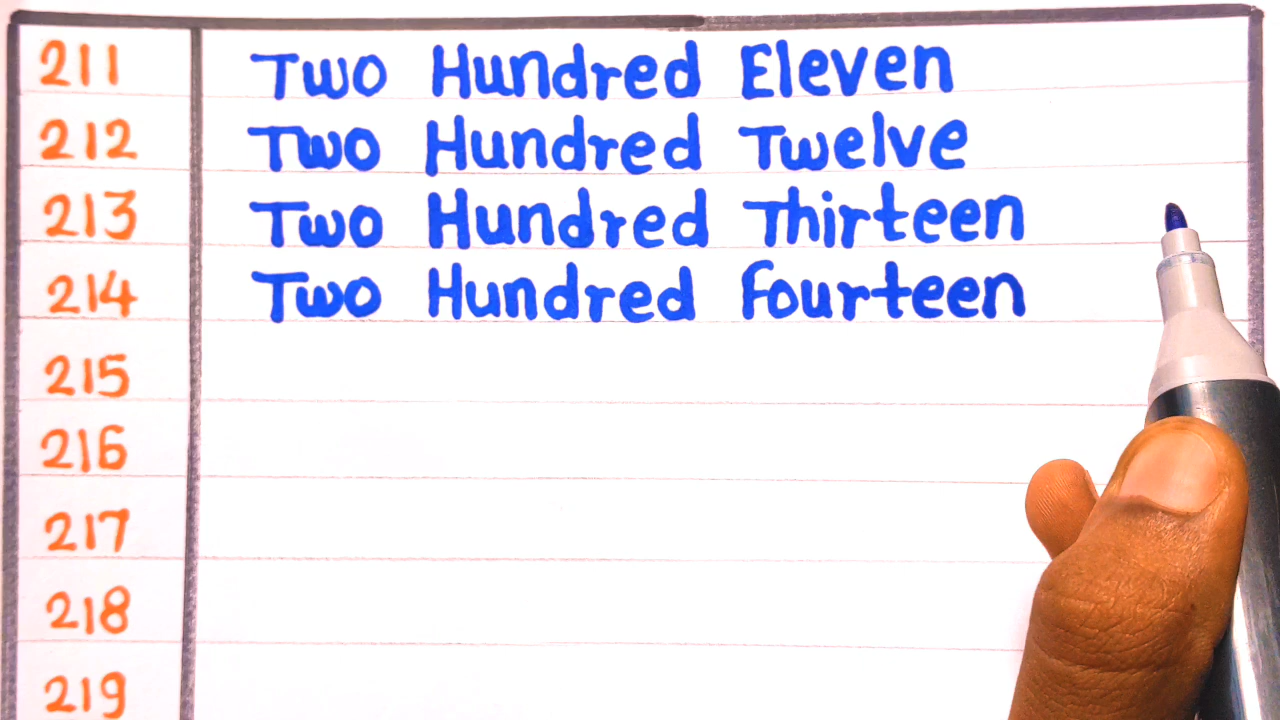 211 Two Hundred Eleven
212 Two Hundred Twelve
213 Two Hundred Thirteen
214 Two Hundred Fourteen
215
216
217
218
219